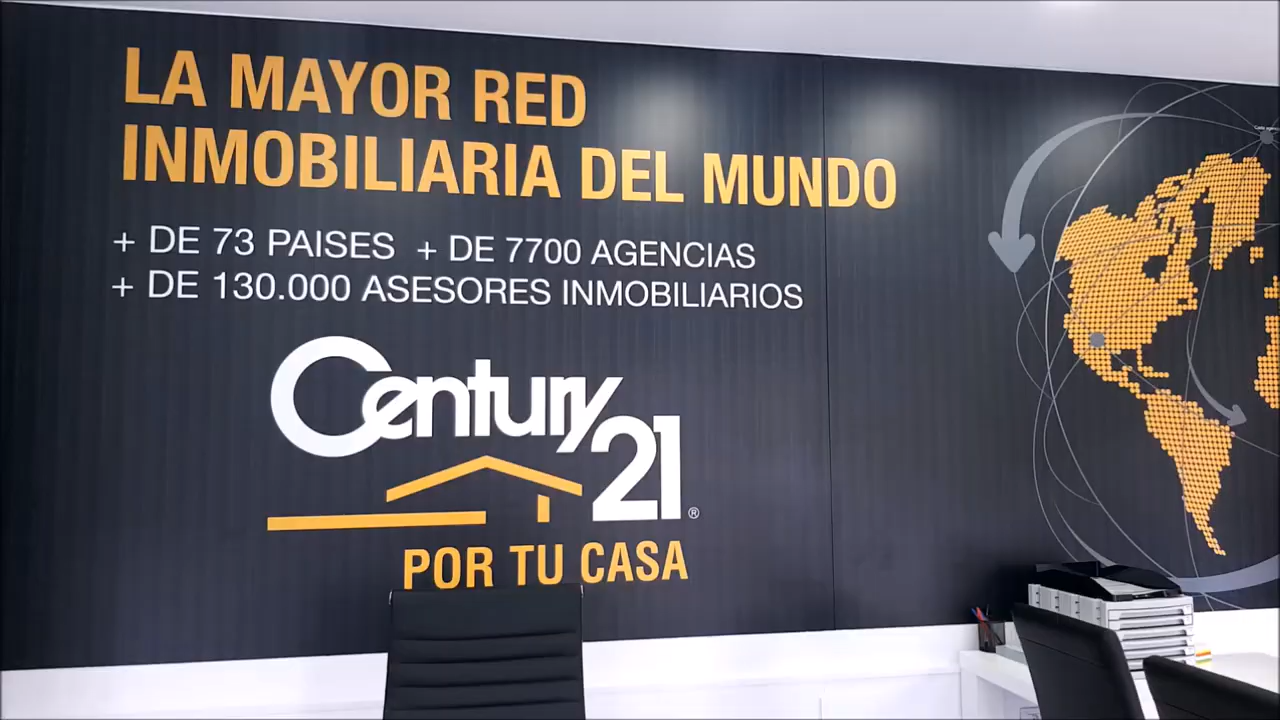 LA MAYOR RED
INMOBILIARIA DEL MUNDO
+ DE 73 PAISES + DE 7700 AGENCIAS
+ DE 130.000 ASESORES INMOBILIARIOS
Century
21®
POR TU CASA